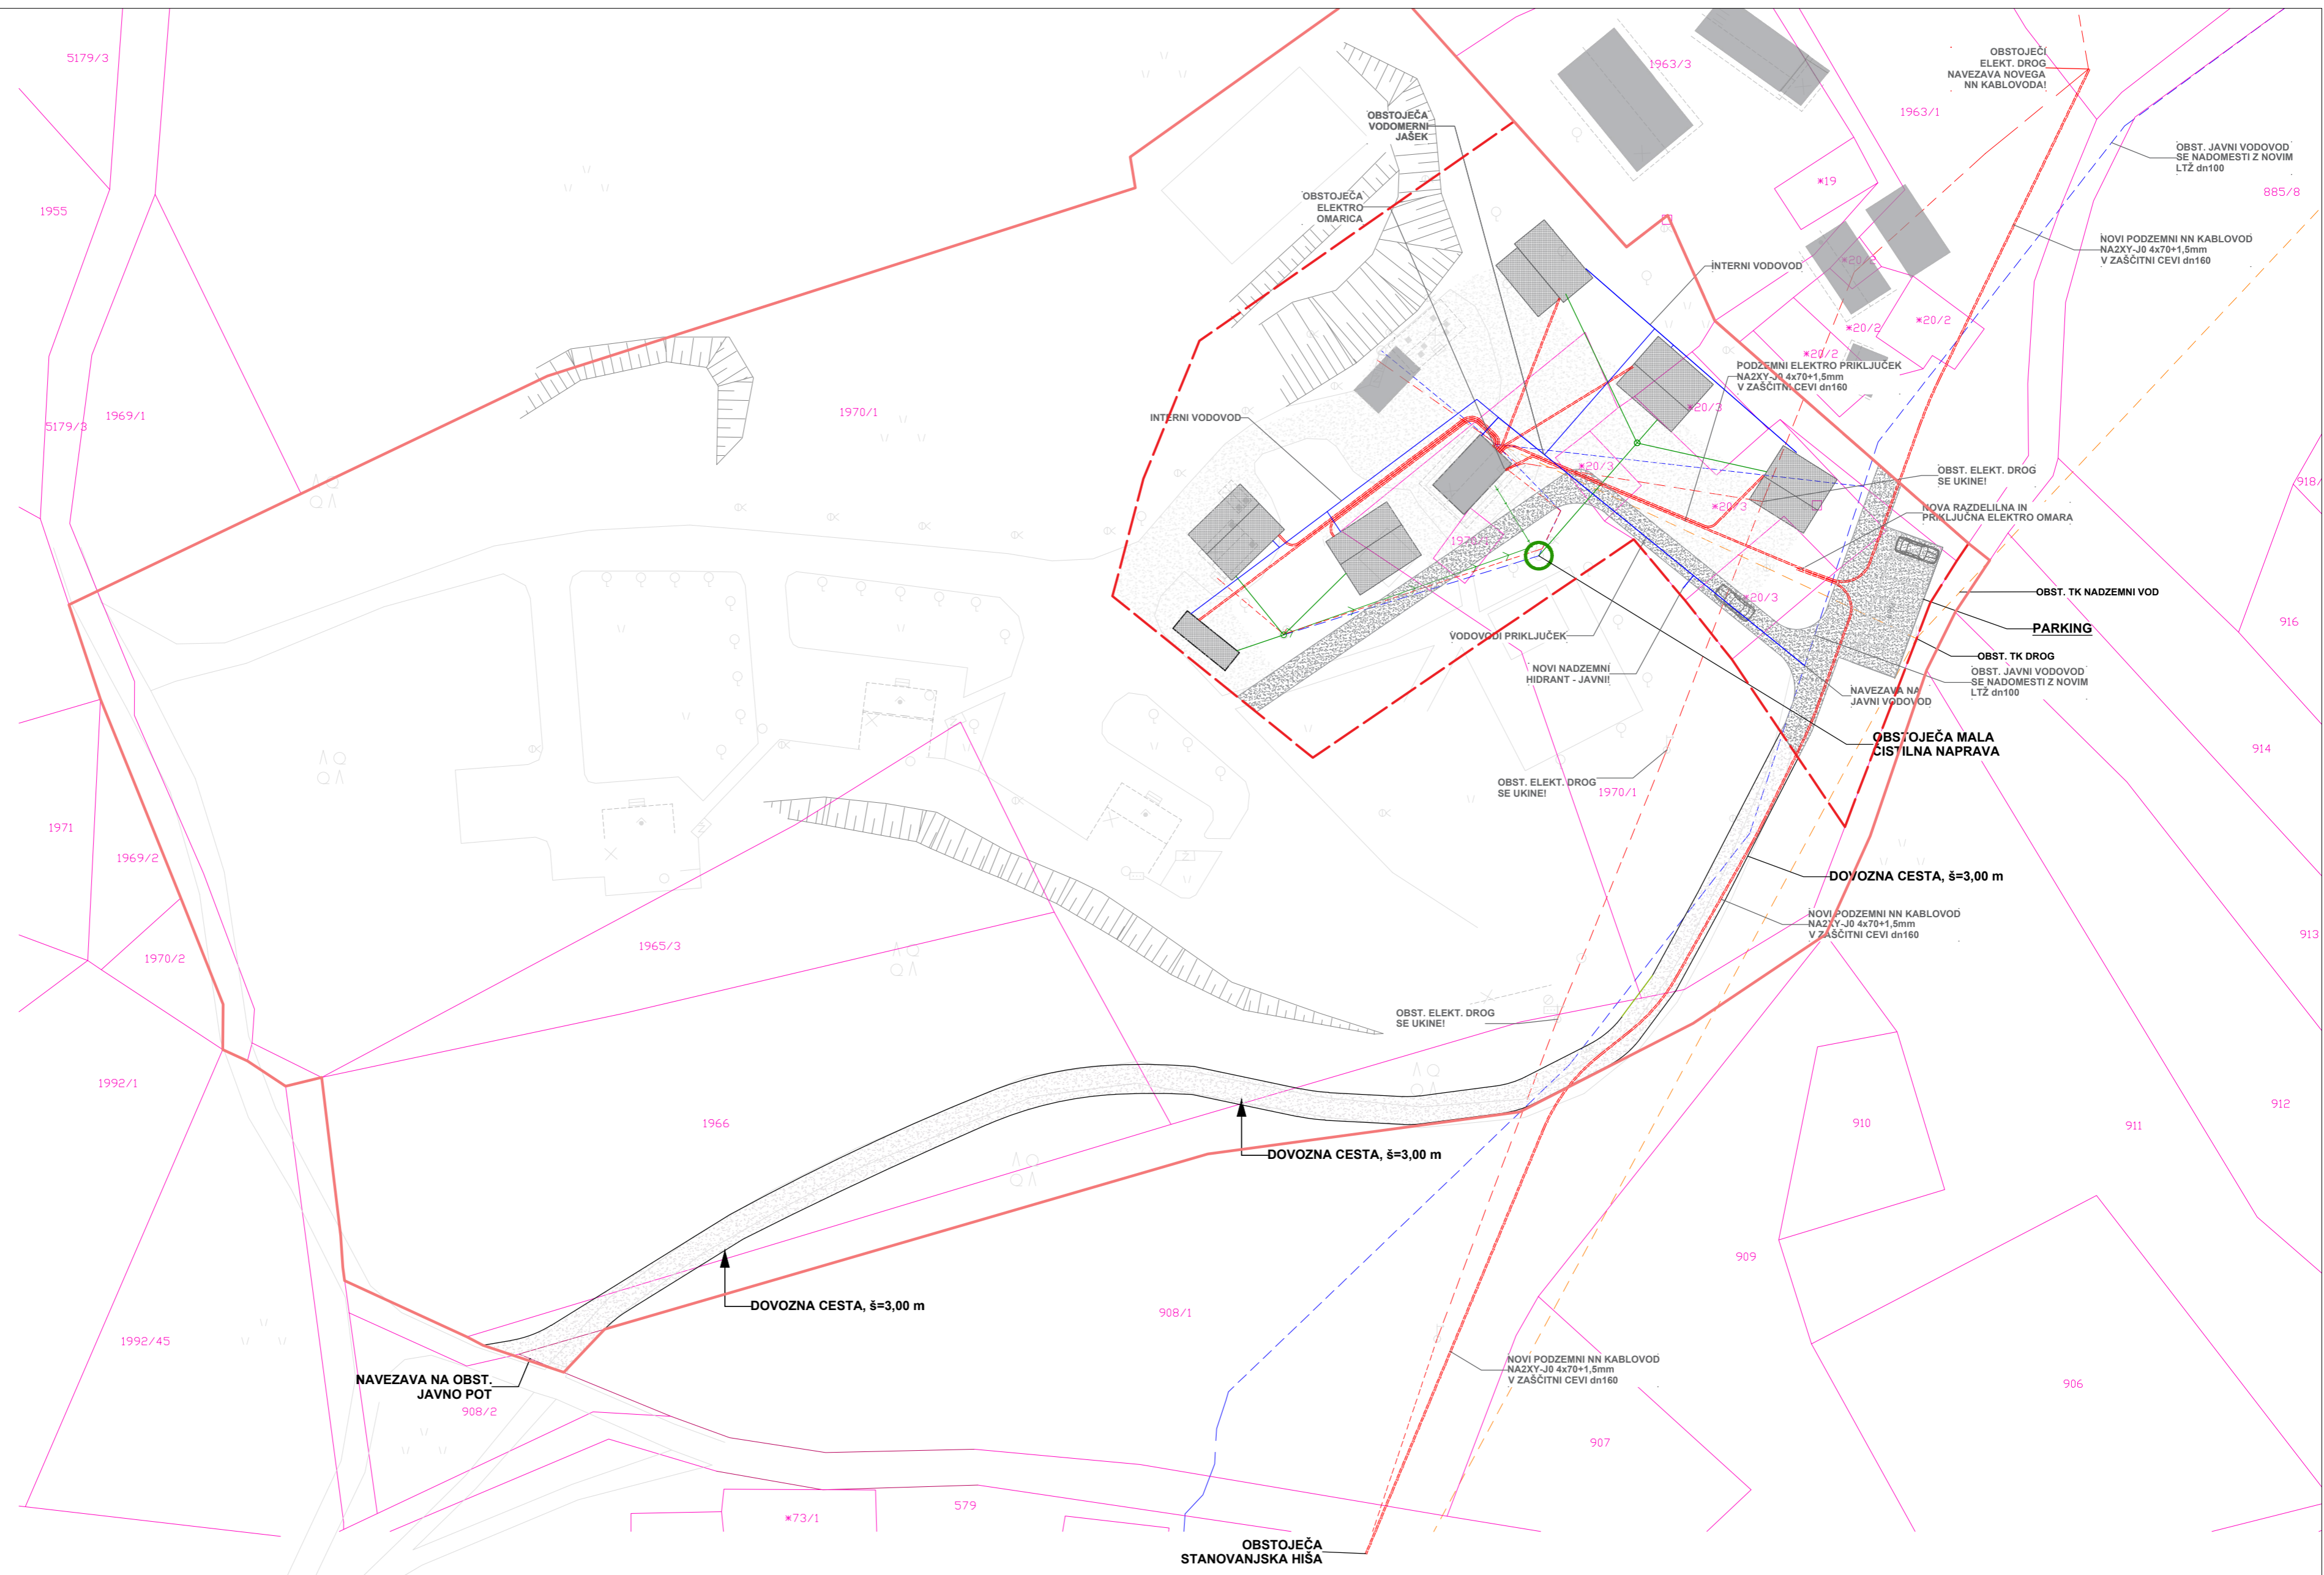 5179/3
1963/3
OBSTOJEČI
ELEKT. DROG
NAVEZAVA NOVEGA
NN KABLOVODA!
1963/1
OBSTOJEČA
VODOMERNI
JAŠEK
OBST. JAVNI VODOVOD
SE NADOMESTI Z NOVIM
LTŽ dn100
885/8
*19
1955
OBSTOJEČA
ELEKTRO
OMARICA
NOVI PODZEMNI NN KABLOVOD
NA2XY-J0 4x70+1,5mm
V ZAŠČITNI CEVI dn160
INTERNI VODOVOD
*20/2
*20/2
*20/2
*20/2
PODZEMNI ELEKTRO PRIKLJUČEK
NA2XY-J0 4x70+1,5mm
V ZAŠČITNI CEVI dn160
1969/1
5179/3
1970/1
INTERNI VODOVOD
*20/3
*20/3
OBST. ELEKT. DROG
SE UKINE!
918/
*20/3
NOVA RAZDELILNA IN
PRIKLJUČNA ELEKTRO OMARA
1970/1
*20/3
OBST. TK NADZEMNI VOD
916
PARKING
VODOVODI PRIKLJUČEK
OBST. TK DROG
NOVI NADZEMNI
HIDRANT - JAVNI!
OBST. JAVNI VODOVOD
SE NADOMESTI Z NOVIM
LTŽ dn100
NAVEZAVA NA
JAVNI VODOVOD
OBSTOJEČA MALA
ČISTILNA NAPRAVA
914
OBST. ELEKT. DROG
SE UKINE!
1970/1
1971
1969/2
DOVOZNA CESTA, š=3,00 m
NOVI PODZEMNI NN KABLOVOD
NA2XY-J0 4x70+1,5mm
V ZAŠČITNI CEVI dn160
913
1965/3
1970/2
OBST. ELEKT. DROG
SE UKINE!
1992/1
1966
910
911
912
DOVOZNA CESTA, š=3,00 m
909
DOVOZNA CESTA, š=3,00 m
908/1
1992/45
NOVI PODZEMNI NN KABLOVOD
NA2XY-J0 4x70+1,5mm
V ZAŠČITNI CEVI dn160
NAVEZAVA NA OBST.
JAVNO POT
906
908/2
907
579
*73/1
OBSTOJEČA
STANOVANJSKA HIŠA